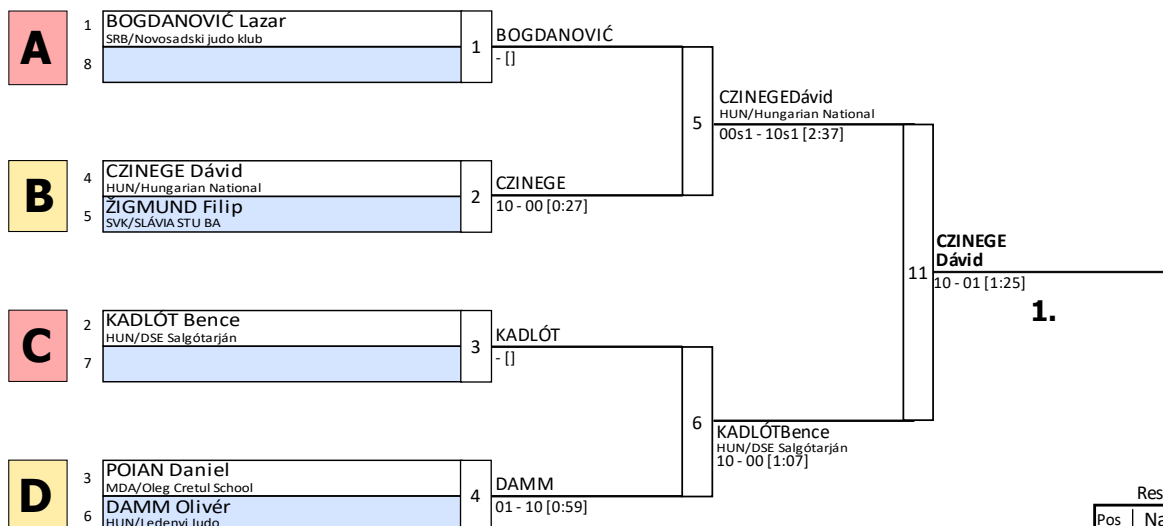 A
1
BOGDANOVIĆ Lazar
SRB/Novosadski judo klub
8
1
BOGDANOVIĆ
- []
5
CZINEGEDávid
HUN/Hungarian National
00s1 - 10s1 [2:37]
B
4
CZINEGE Dávid
HUN/Hungarian National
5
ŽIGMUND Filip
SVK/SLÁVIA STU BA
2
CZINEGE
10 - 00 [0:27]
11
CZINEGE
Dávid
10 - 01 [1:25]
1.
C
2
KADLÓT Bence
HUN/DSE Salgótarján
7
3
KADLÓT
- []
6
KADLÓTBence
HUN/DSE Salgótarján
10 - 00 [1:07]
D
3
POIAN Daniel
MDA/Oleg Cretul School
6
DAMM Olivér
HUN/Ledenyi Judo
4
DAMM
01 - 10 [0:59]
Res
Pos Na